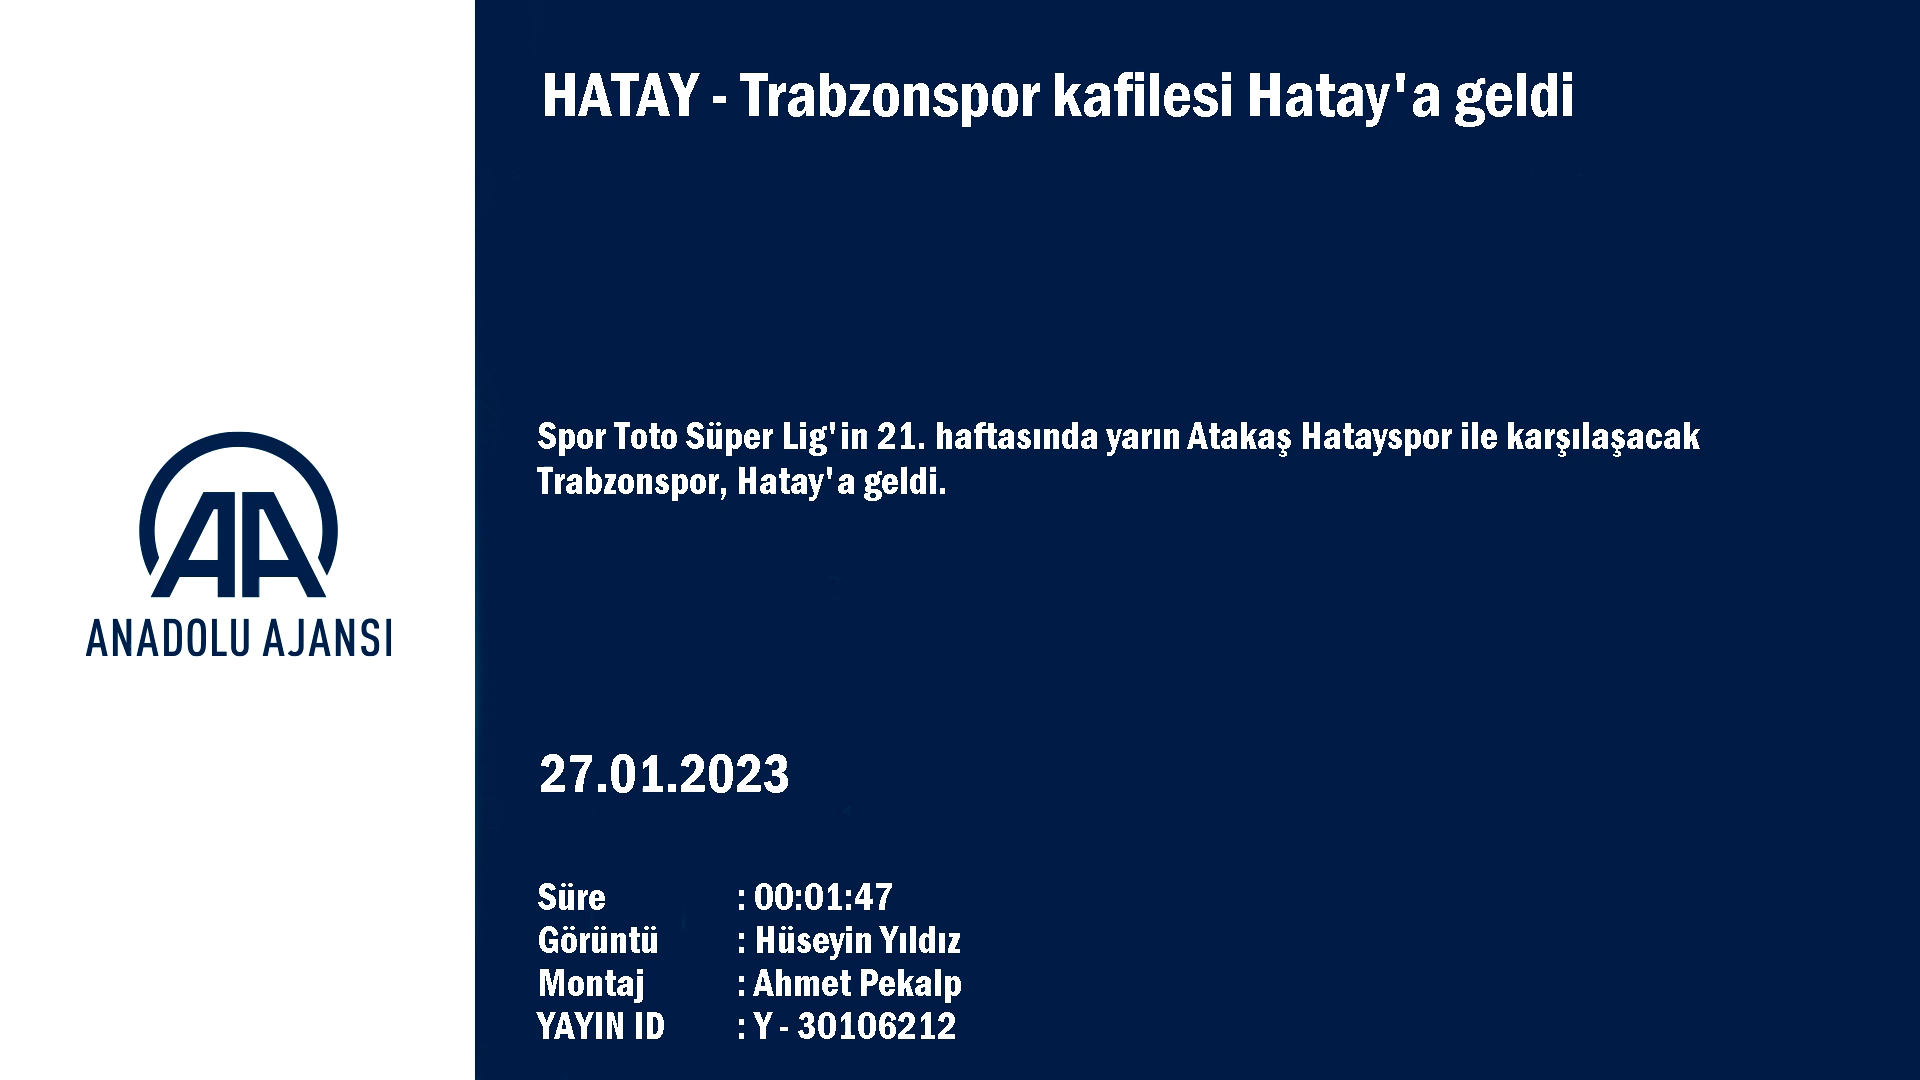 HATAY - Trabzonspor kafilesi Hatay'a geldi
Spor Toto Süper Lig'in 21. haftasında yarın Atakaş Hatayspor ile karşılaşacak
Trabzonspor, Hatay'a geldi.
AA
ANADOLU AJANSI
27.01.2023
Süre : 00:01:47
Görüntü : Hüseyin Yıldız
Montaj : Ahmet Pekalp
YAYIN ID : Y - 30106212